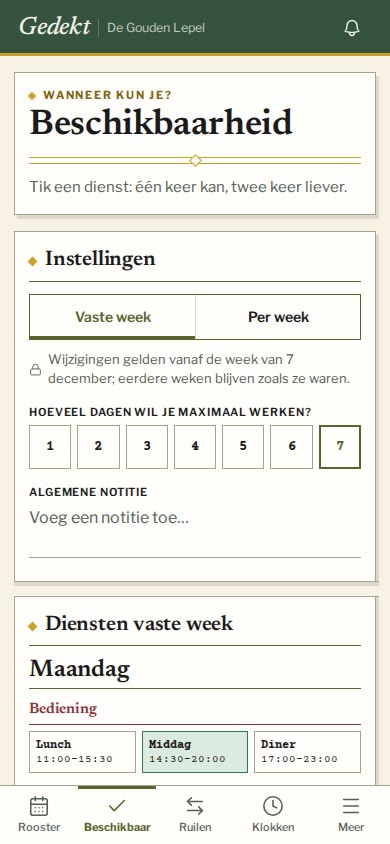 Gedekt De Gouden Lepel
WANNEER KUN JE?
Beschikbaarheid
Tik een dienst: één keer kan, twee keer liever.
Instellingen
Vaste week Per week
Wijzigingen gelden vanaf de week van 7
december; eerdere weken blijven zoals ze waren.
HOEVEEL DAGEN WIL JE MAXIMAAL WERKEN?
1 2 3 4 5 6 7
ALGEMENE NOTITIE
Voeg een notitie toe…
Diensten vaste week
Maandag
Bediening
Lunch Middag Diner
11:00–15:30 14:30–20:00 17:00–23:00
Rooster Beschikbaar Ruilen Klokken Meer